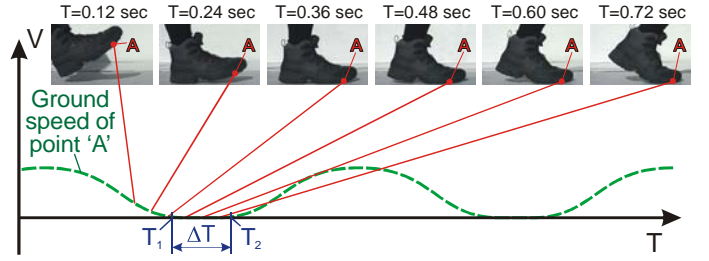 T=0.12 sec T=0.24 sec T=0.36 sec T=0.48 sec T=0.60 sec T=0.72 sec
A A A A A A
V
Ground
speed of
point ‘A’
T₁ ΔT T₂ T